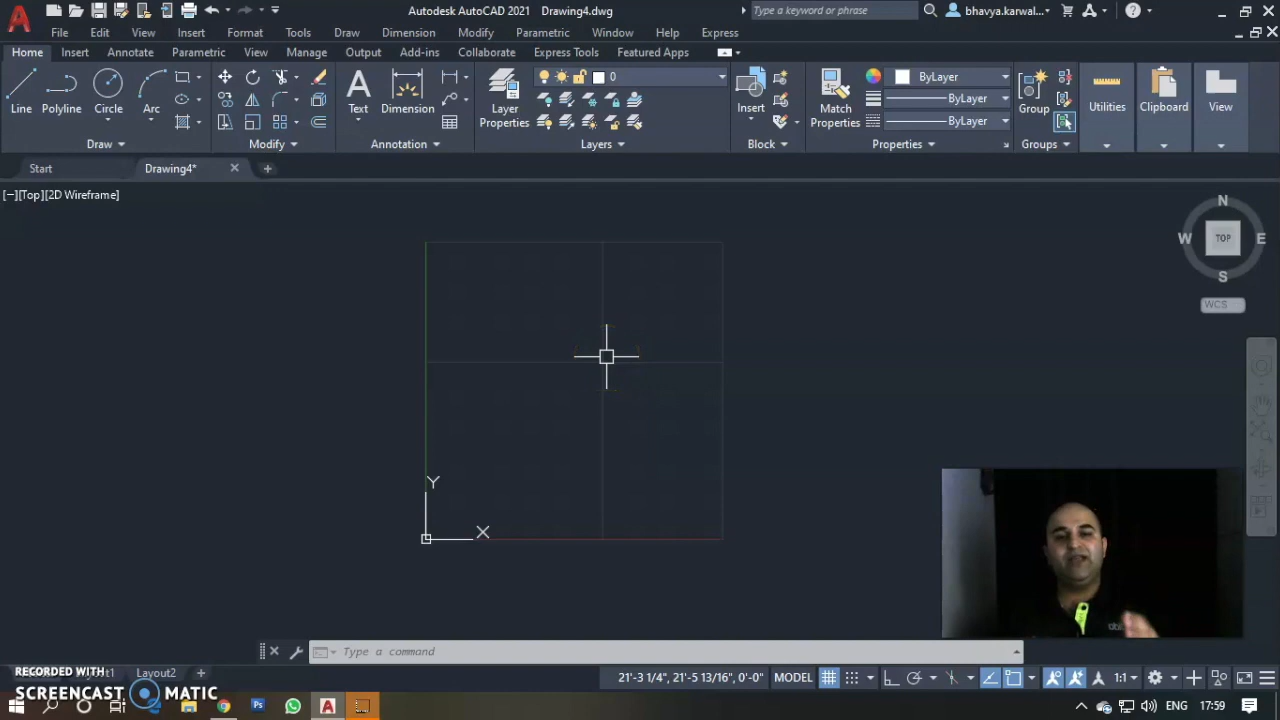 Autodesk AutoCAD 2021 Drawing4.dwg
Type a keyword or phrase
bhavya.karwal...
File Edit View Insert Format Tools Draw Dimension Modify Parametric Window Help Express
Home Insert Annotate Parametric View Manage Output Add-ins Collaborate Express Tools Featured Apps
0
ByLayer
ByLayer
ByLayer
Line Polyline Circle Arc
Text Dimension
Layer Properties
Insert
Match Properties
Group
Utilities
Clipboard
View
Draw Modify Annotation Layers Block Properties Groups
Start Drawing4*
[−][Top][2D Wireframe]
N
W TOP E
S
WCS
Y
X
Type a command
Layout2
21'-3 1/4", 21'-5 13/16", 0'-0" MODEL 1:1
RECORDED WITH
SCREENCAST MATIC
ENG 17:59